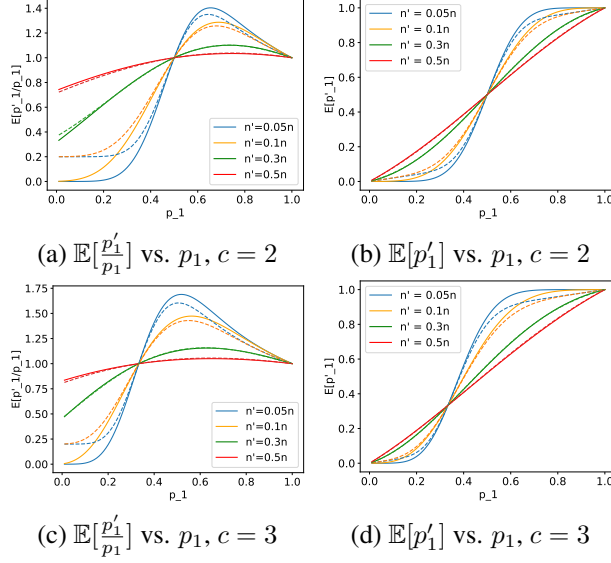 E[p'_1/p_1]
1.4
1.2
1.0
0.8
0.6
0.4
0.2
0.0
n'=0.05n
n'=0.1n
n'=0.3n
n'=0.5n
0.0 0.2 0.4 0.6 0.8 1.0
p_1
(a) 𝔼[p′₁/p₁] vs. p₁, c = 2
E[p'_1]
1.0
0.8
0.6
0.4
0.2
0.0
n' = 0.05n
n' = 0.1n
n' = 0.3n
n' = 0.5n
0.0 0.2 0.4 0.6 0.8 1.0
p_1
(b) 𝔼[p′₁] vs. p₁, c = 2
E[p'_1/p_1]
1.75
1.50
1.25
1.00
0.75
0.50
0.25
0.00
n'=0.05n
n'=0.1n
n'=0.3n
n'=0.5n
0.0 0.2 0.4 0.6 0.8 1.0
p_1
(c) 𝔼[p′₁/p₁] vs. p₁, c = 3
E[p'_1]
1.0
0.8
0.6
0.4
0.2
0.0
n' = 0.05n
n' = 0.1n
n' = 0.3n
n' = 0.5n
0.0 0.2 0.4 0.6 0.8 1.0
p_1
(d) 𝔼[p′₁] vs. p₁, c = 3